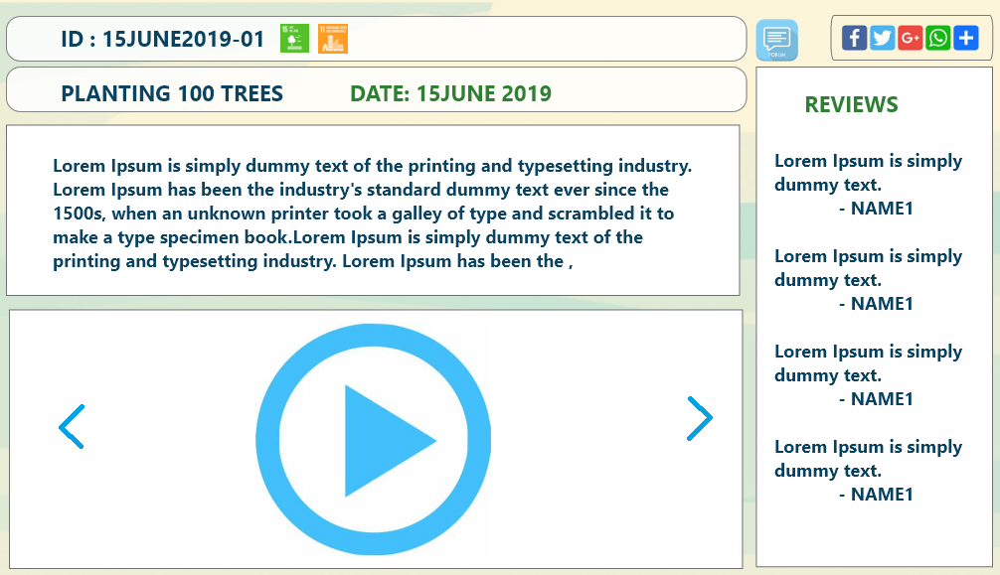 ID : 15JUNE2019-01
15
11
FORUM
f
G+
PLANTING 100 TREES
DATE: 15JUNE 2019
Lorem Ipsum is simply dummy text of the printing and typesetting industry.
Lorem Ipsum has been the industry's standard dummy text ever since the
1500s, when an unknown printer took a galley of type and scrambled it to
make a type specimen book.Lorem Ipsum is simply dummy text of the
printing and typesetting industry. Lorem Ipsum has been the ,
REVIEWS
Lorem Ipsum is simply
dummy text.
- NAME1
Lorem Ipsum is simply
dummy text.
- NAME1
Lorem Ipsum is simply
dummy text.
- NAME1
Lorem Ipsum is simply
dummy text.
- NAME1